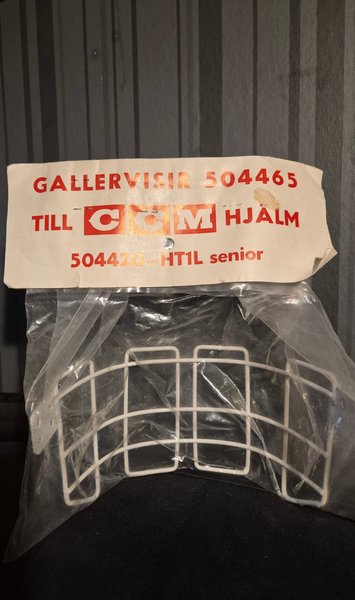 GALLERVISIR 504465
TILL CCM HJÄLM
504420-HT1L senior